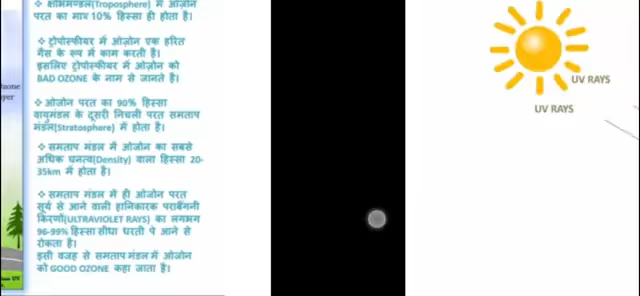 ❖ क्षोभमण्डल(Troposphere) में ओज़ोन
परत का मात्र 10% हिस्सा ही होता है।
❖ ट्रोपोस्फीयर में ओज़ोन एक हरित
गैस के रूप में काम करती है।
इसलिए ट्रोपोस्फीयर में ओज़ोन को
BAD OZONE के नाम से जानते है।
❖ ओजोन परत का 90% हिस्सा
वायुमंडल के दूसरी निचली परत समताप
मंडल(Stratosphere) में होता है।
❖ समताप मंडल में ओजोन का सबसे
अधिक घनत्व(Density) वाला हिस्सा 20-
35km में होता है।
❖ समताप मंडल में ही ओजोन परत
सूर्य से आने वाली हानिकारक पराबैंगनी
किरणों(ULTRAVIOLET RAYS) का लगभग
96-99% हिस्सा सीधा धरती पे आने से
रोकता है।
इसी वजह से समताप मंडल में ओजोन
को GOOD OZONE कहा जाता है।
UV RAYS
UV RAYS